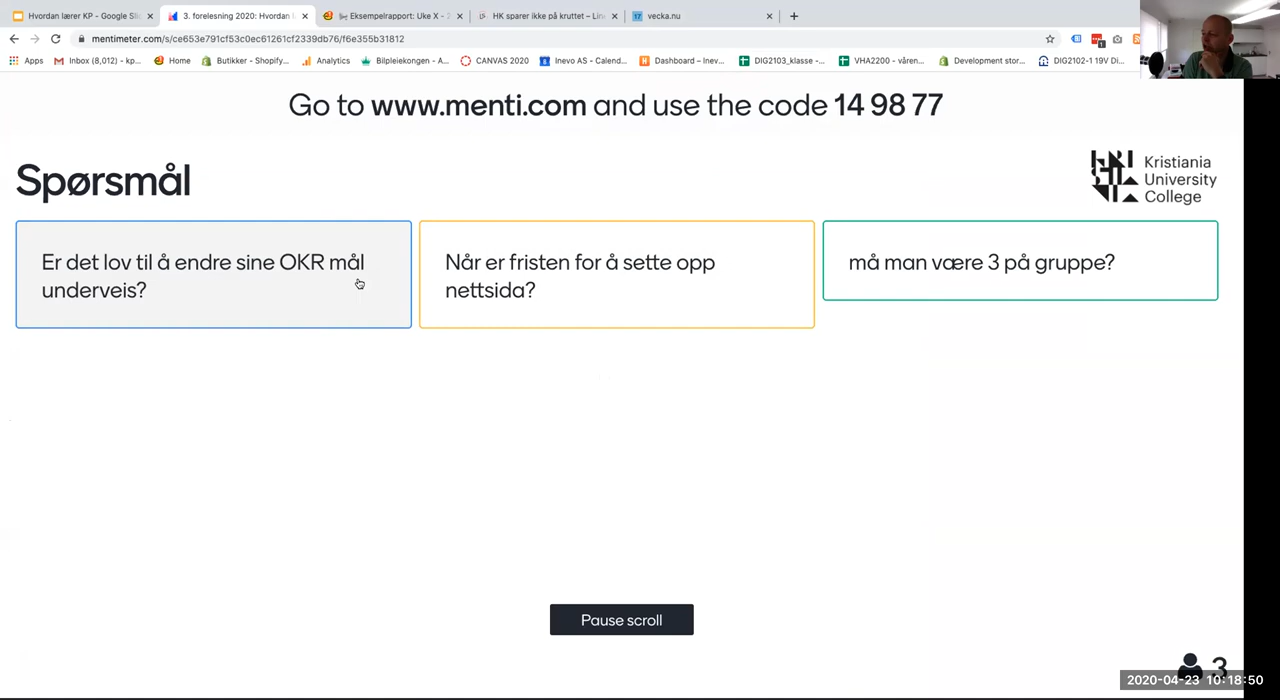 Hvordan lærer KP - Google Sli
3. forelesning 2020: Hvordan l
Eksempelrapport: Uke X - 2
HK sparer ikke på kruttet – Lin
vecka.nu
mentimeter.com/s/ce653e791cf53c0ec61261cf2339db76/f6e355b31812
Apps
Inbox (8,012) - kp...
Home
Butikker - Shopify...
Analytics
Bilpleiekongen - A...
CANVAS 2020
Inevo AS - Calend...
Dashboard – Inev...
DIG2103_klasse -...
VHA2200 - våren...
Development stor...
DIG2102-1 19V Di...
Go to www.menti.com and use the code 14 98 77
Spørsmål
Kristiania
University
College
Er det lov til å endre sine OKR mål
underveis?
Når er fristen for å sette opp
nettsida?
må man være 3 på gruppe?
Pause scroll
3
2020-04-23 10:18:50